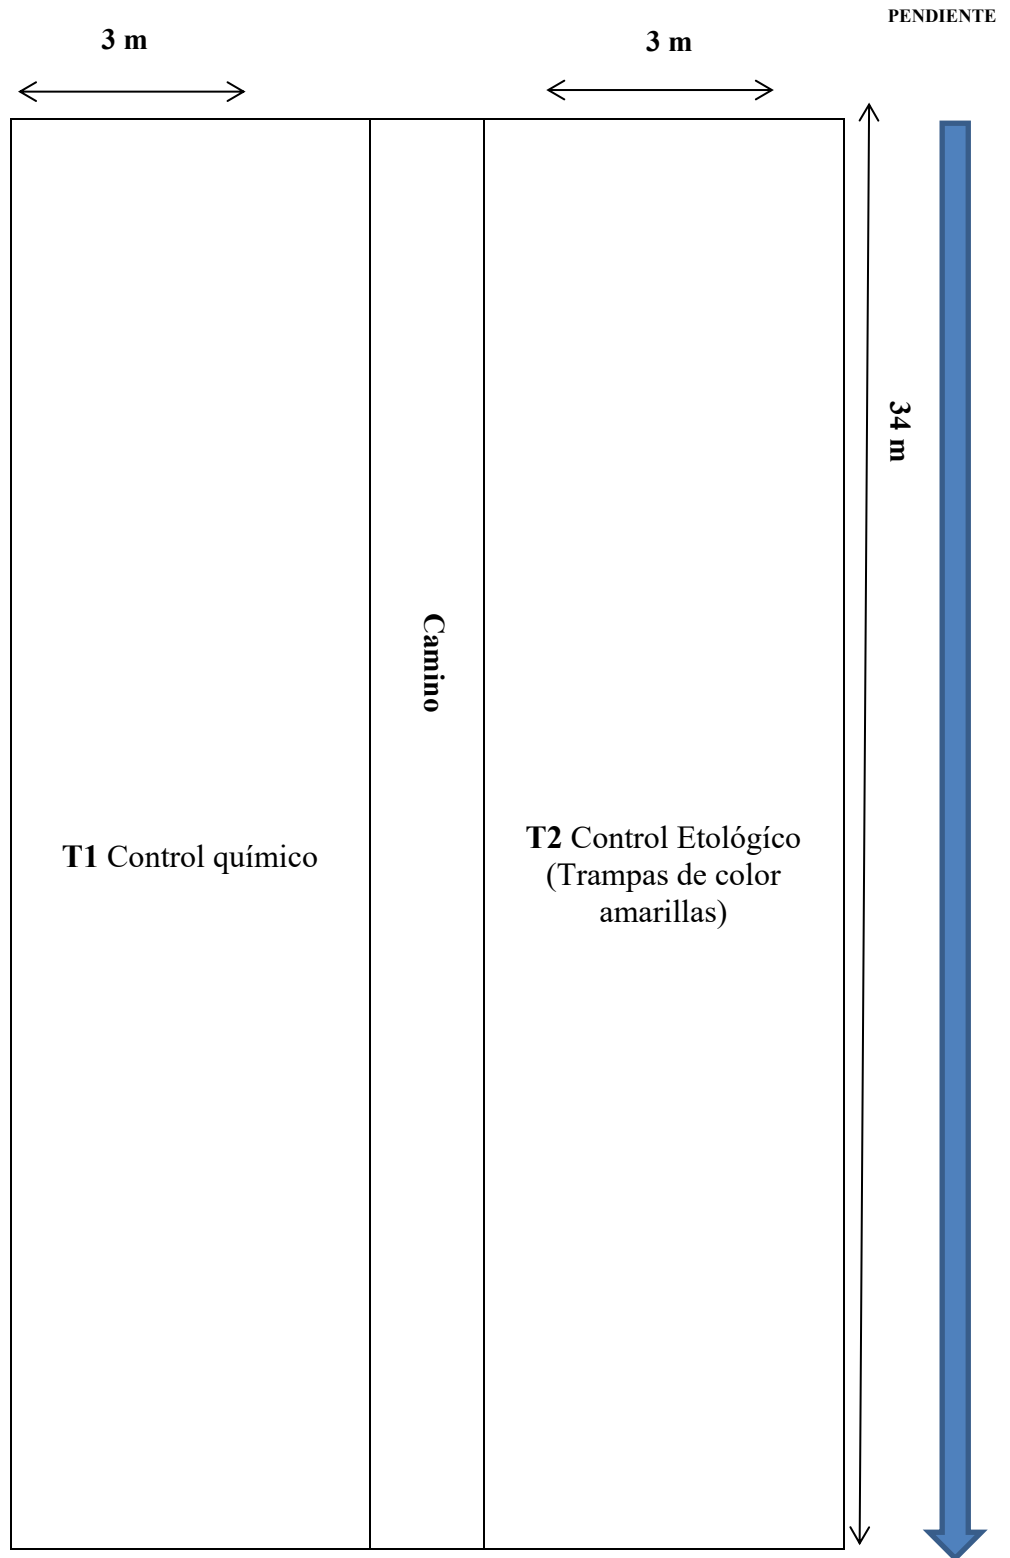 PENDIENTE
3 m
3 m
34 m
Camino
T1 Control químico
T2 Control Etológíco
(Trampas de color
amarillas)